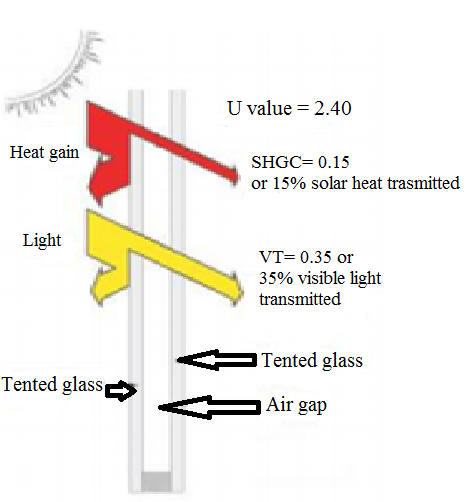 U value = 2.40
Heat gain
SHGC= 0.15
or 15% solar heat trasmitted
Light
VT= 0.35 or
35% visible light
transmitted
Tented glass
Tented glass
Air gap